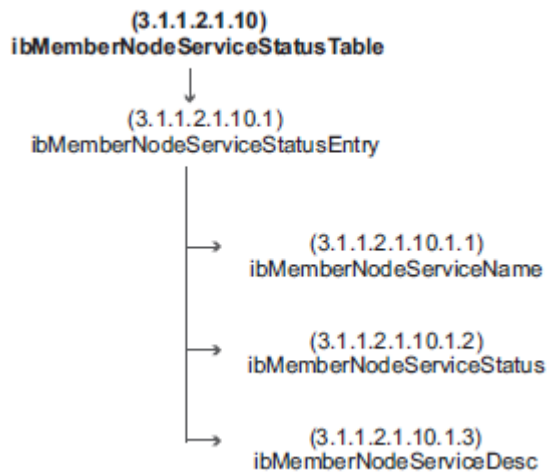 (3.1.1.2.1.10)
ibMemberNodeServiceStatusTable
(3.1.1.2.1.10.1)
ibMemberNodeServiceStatusEntry
(3.1.1.2.1.10.1.1)
ibMemberNodeServiceName
(3.1.1.2.1.10.1.2)
ibMemberNodeServiceStatus
(3.1.1.2.1.10.1.3)
ibMemberNodeServiceDesc